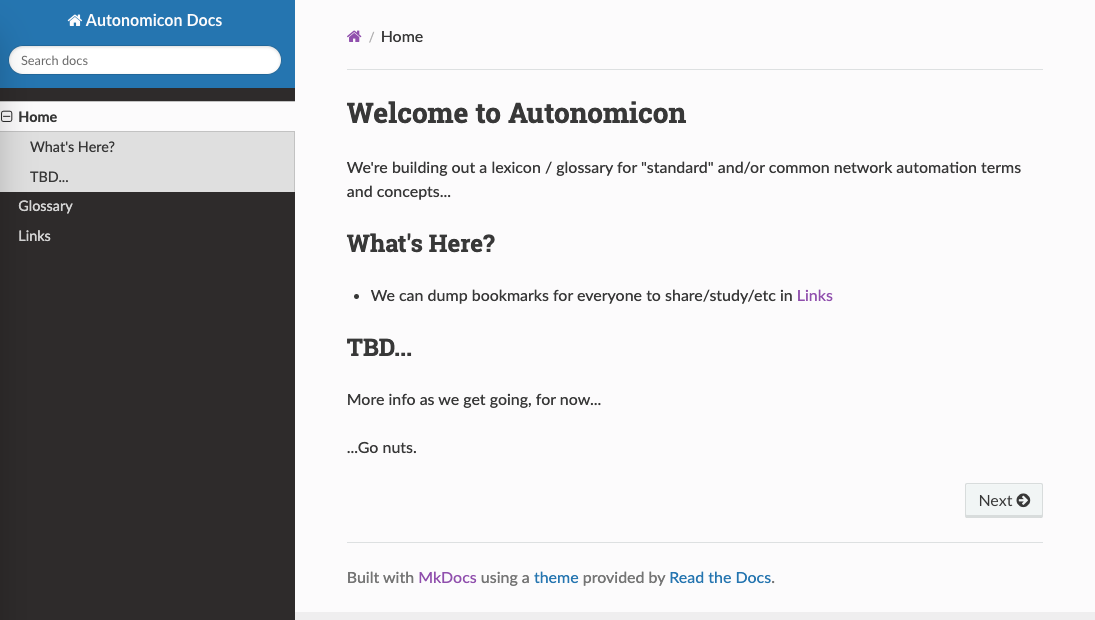 Autonomicon Docs
Search docs
Home
What's Here?
TBD...
Glossary
Links
/ Home
Welcome to Autonomicon
We're building out a lexicon / glossary for "standard" and/or common network automation terms
and concepts...
What's Here?
• We can dump bookmarks for everyone to share/study/etc in Links
TBD...
More info as we get going, for now...
...Go nuts.
Next
Built with MkDocs using a theme provided by Read the Docs.